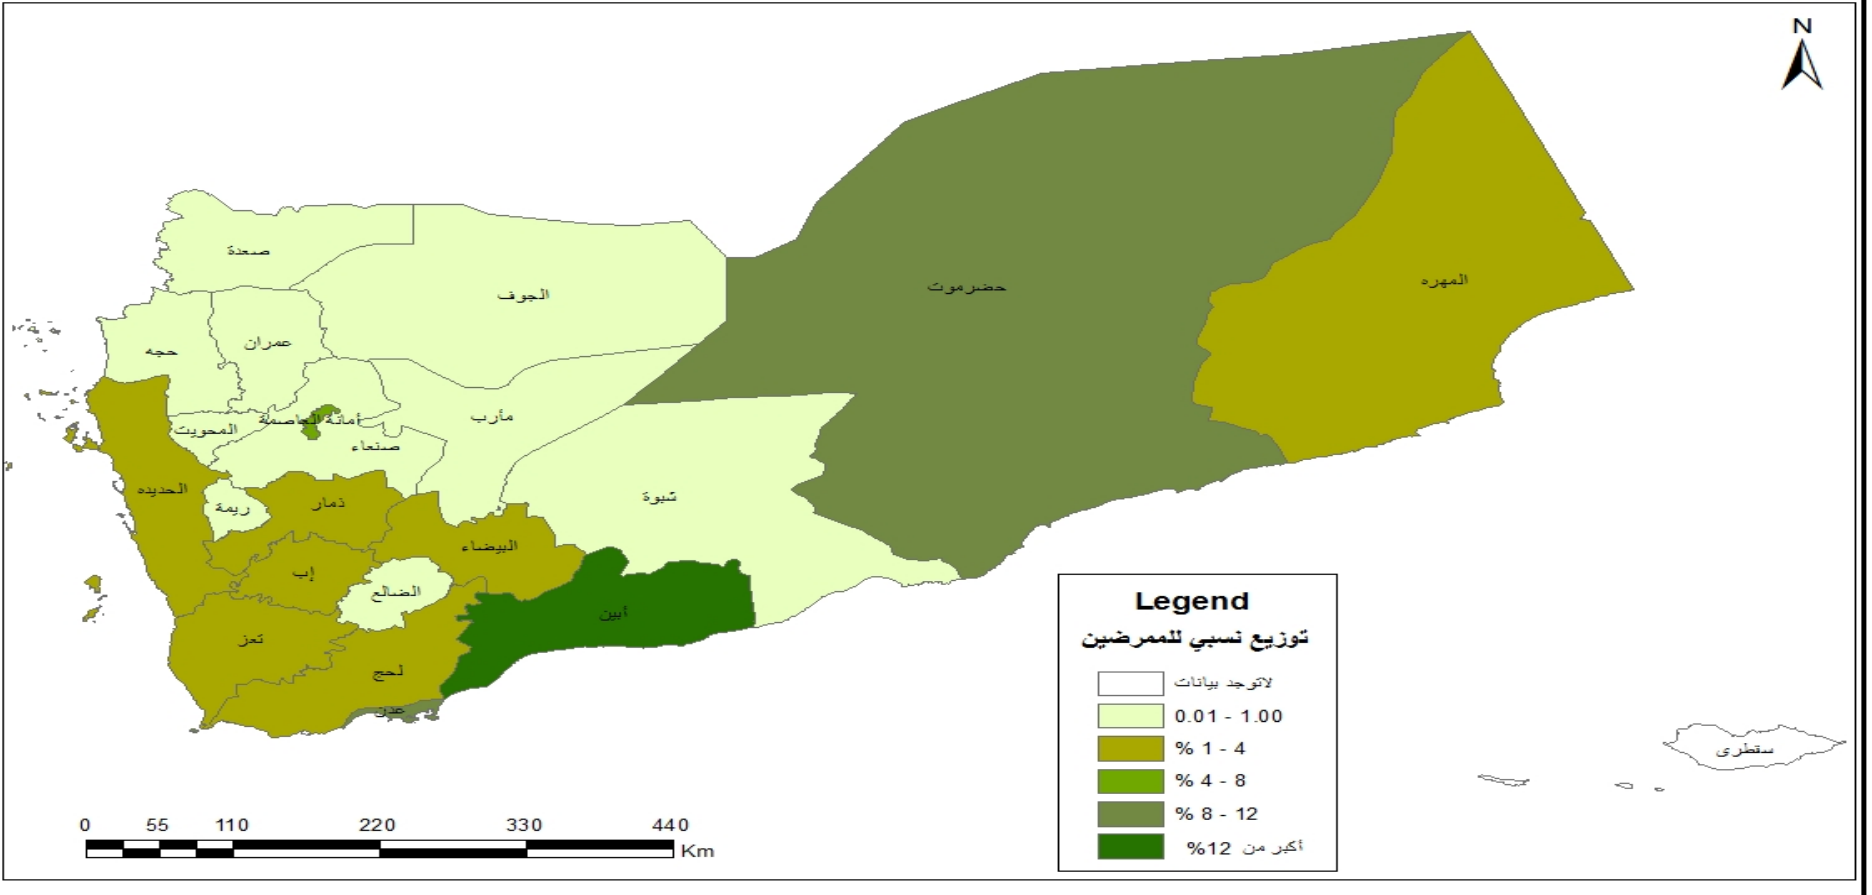 N
صعدة
الجوف
حضرموت
المهره
حجه
عمران
أمانة العاصمة
مأرب
المحويت
صنعاء
الحديده
ريمة
ذمار
شبوة
البيضاء
إب
الضالع
أبين
تعز
لحج
عدن
سقطرى
Legend
توزيع نسبي للممرضين
لاتوجد بيانات
0.01 - 1.00
% 1 - 4
% 4 - 8
% 8 - 12
أكبر من 12%
0 55 110 220 330 440
Km